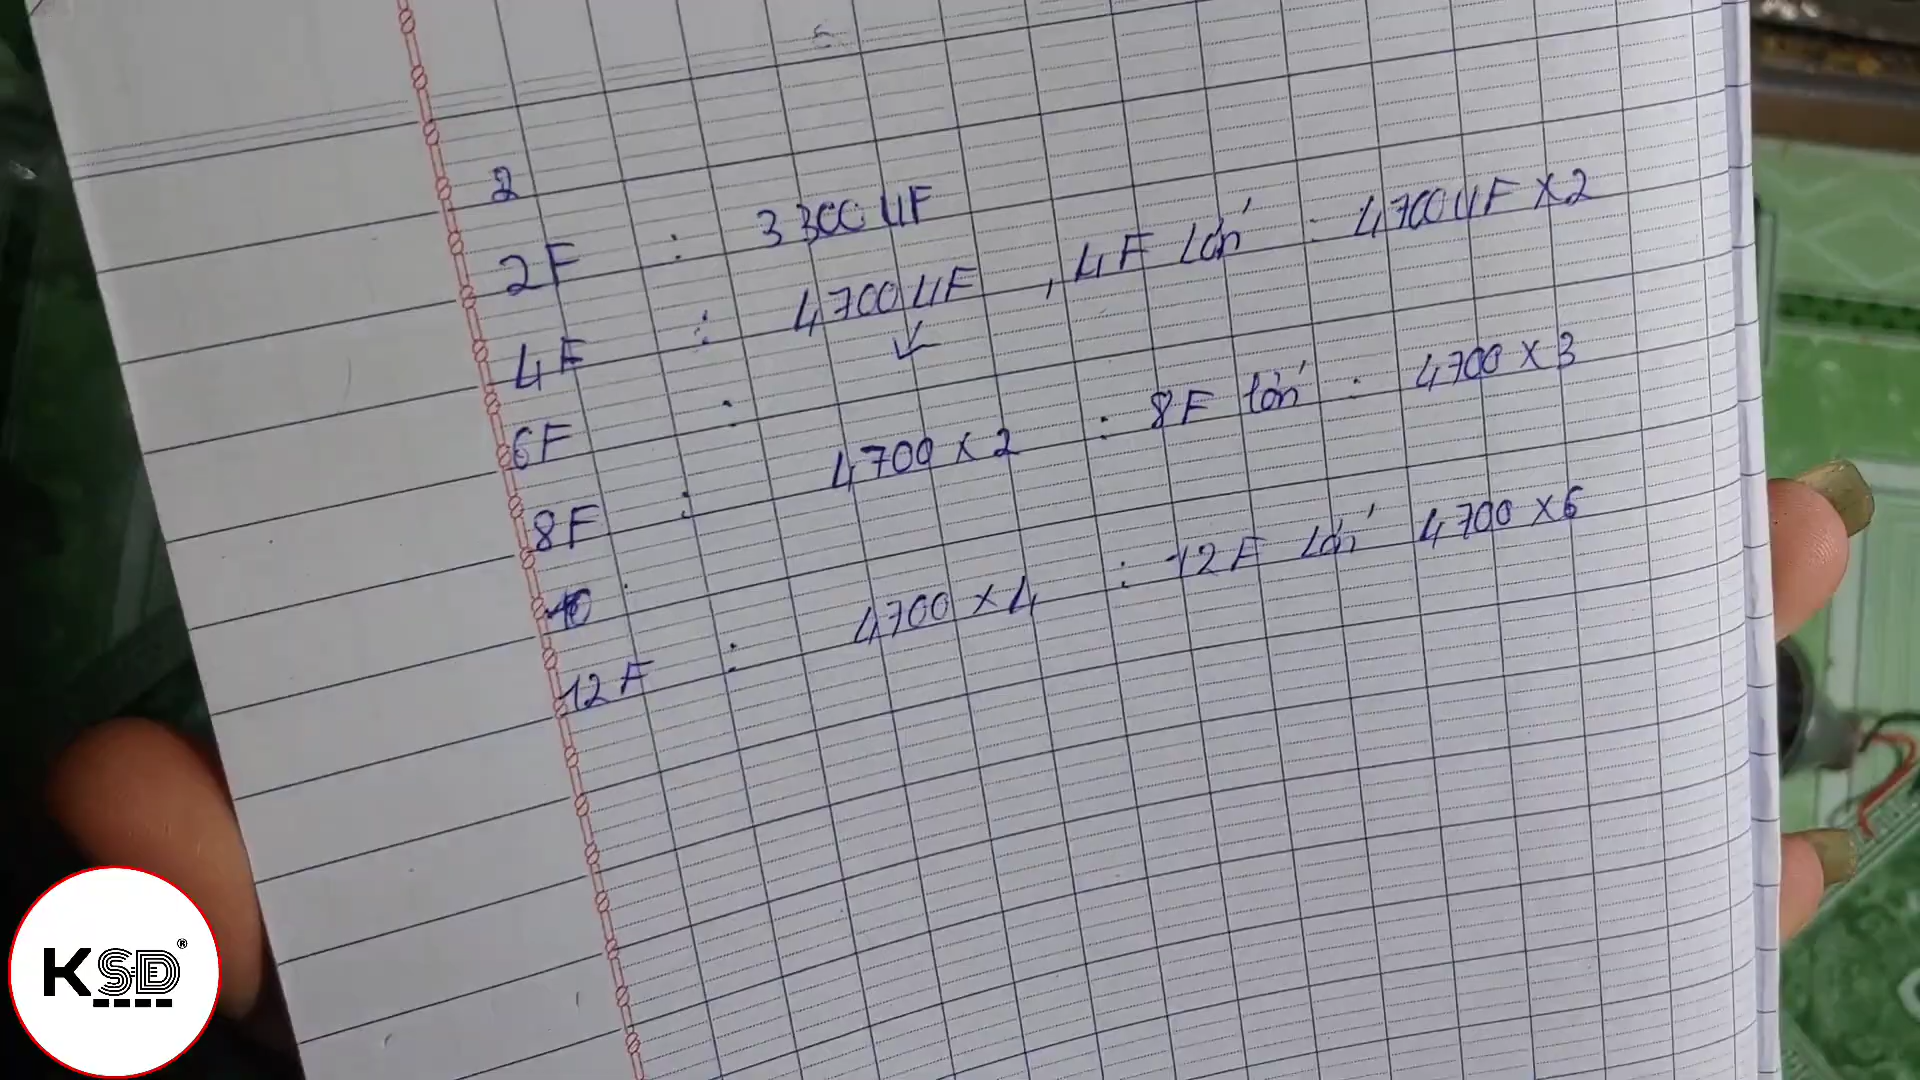 2
2F : 3300 uF
4F : 4700 uF , 4F lớn : 4700 uF x 2
6F :
8F : 4700 x 2 : 8F lớn : 4700 x 3
10 :
12F : 4700 x 4 : 12F lớn 4700 x 6
KSD®